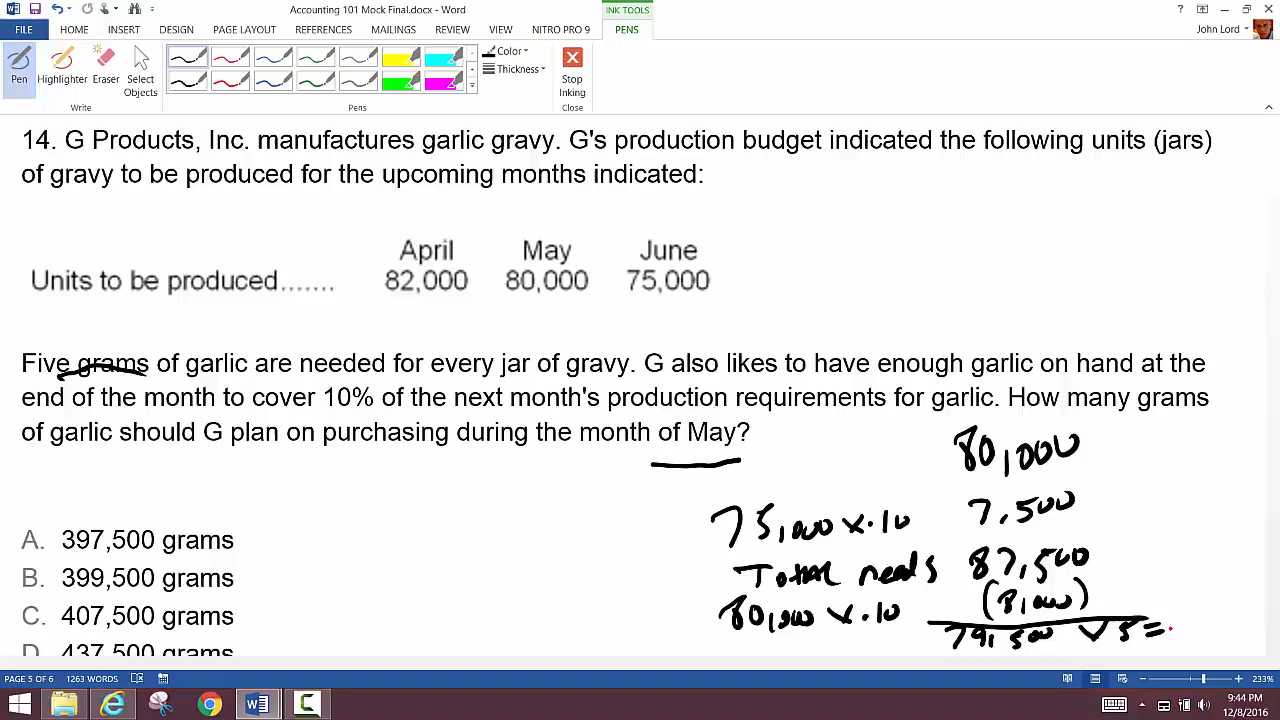 Accounting 101 Mock Final.docx - Word
INK TOOLS
FILE HOME INSERT DESIGN PAGE LAYOUT REFERENCES MAILINGS REVIEW VIEW NITRO PRO 9 PENS
John Lord
Pen Highlighter Eraser Select Objects
Color
Thickness
Stop Inking
Write Pens Close
14. G Products, Inc. manufactures garlic gravy. G's production budget indicated the following units (jars)
of gravy to be produced for the upcoming months indicated:
April May June
Units to be produced....... 82,000 80,000 75,000
Five grams of garlic are needed for every jar of gravy. G also likes to have enough garlic on hand at the
end of the month to cover 10% of the next month's production requirements for garlic. How many grams
of garlic should G plan on purchasing during the month of May?
80,000
75,000 x .10 7,500
Total needs 87,500
80,000 x .10 (8,000)
79,500 x 5 =
A. 397,500 grams
B. 399,500 grams
C. 407,500 grams
D. 437,500 grams
PAGE 5 OF 6 1263 WORDS 233%
9:44 PM
12/8/2016